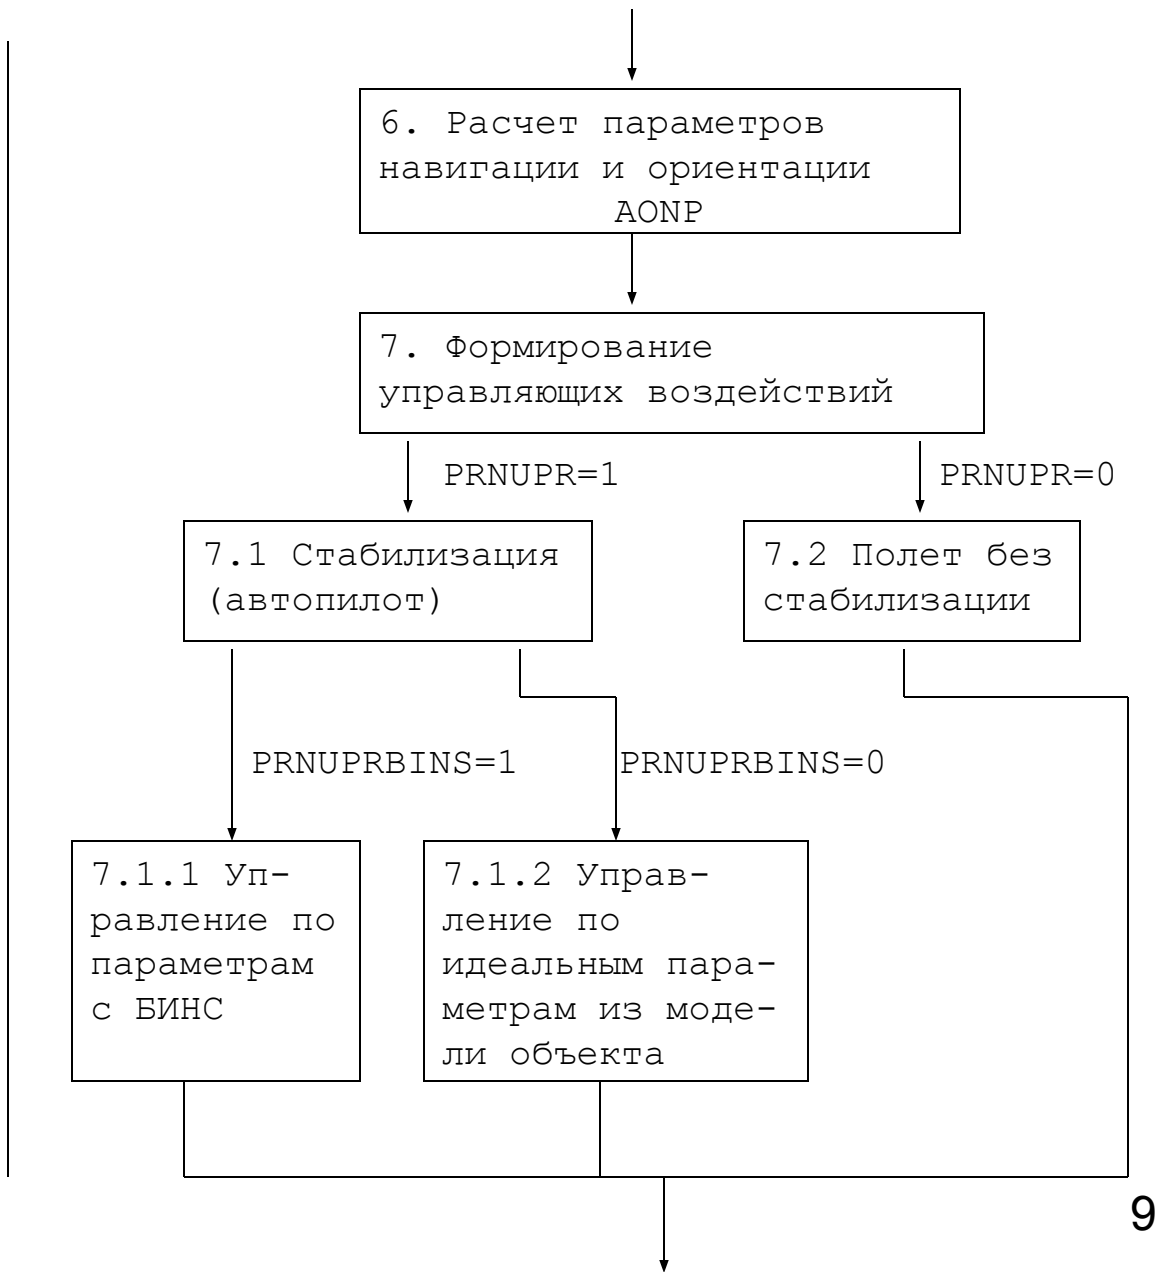 6. Расчет параметров
навигации и ориентации
AONP
7. Формирование
управляющих воздействий
PRNUPR=1
PRNUPR=0
7.1 Стабилизация
(автопилот)
7.2 Полет без
стабилизации
PRNUPRBINS=1
PRNUPRBINS=0
7.1.1 Уп-
равление по
параметрам
с БИНС
7.1.2 Управ-
ление по
идеальным пара-
метрам из моде-
ли объекта
9